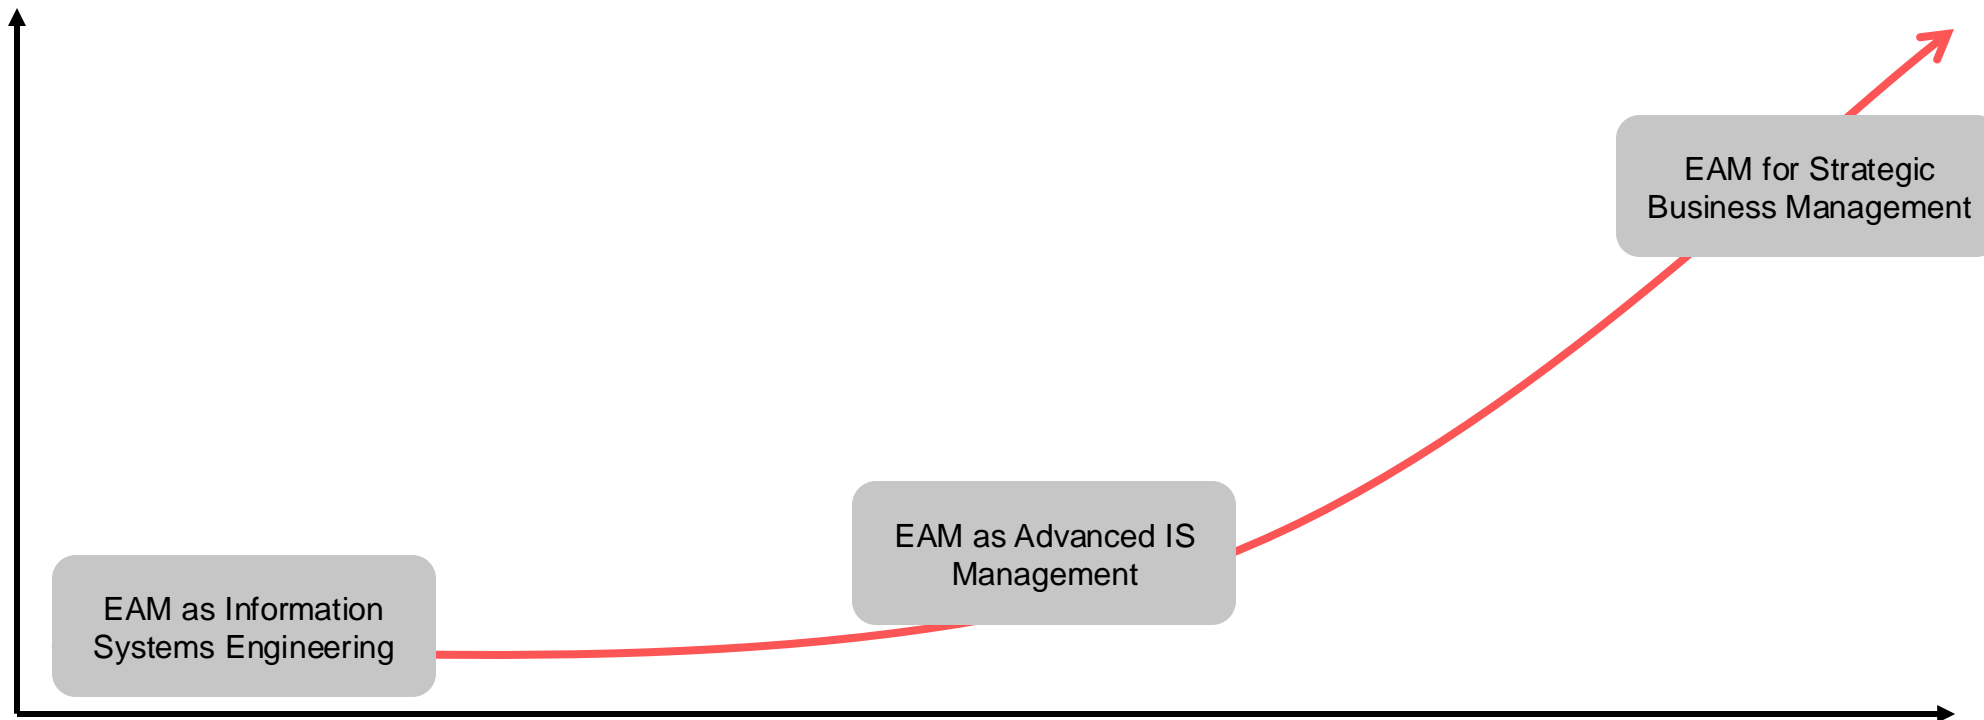 EAM for Strategic
Business Management
EAM as Advanced IS
Management
EAM as Information
Systems Engineering